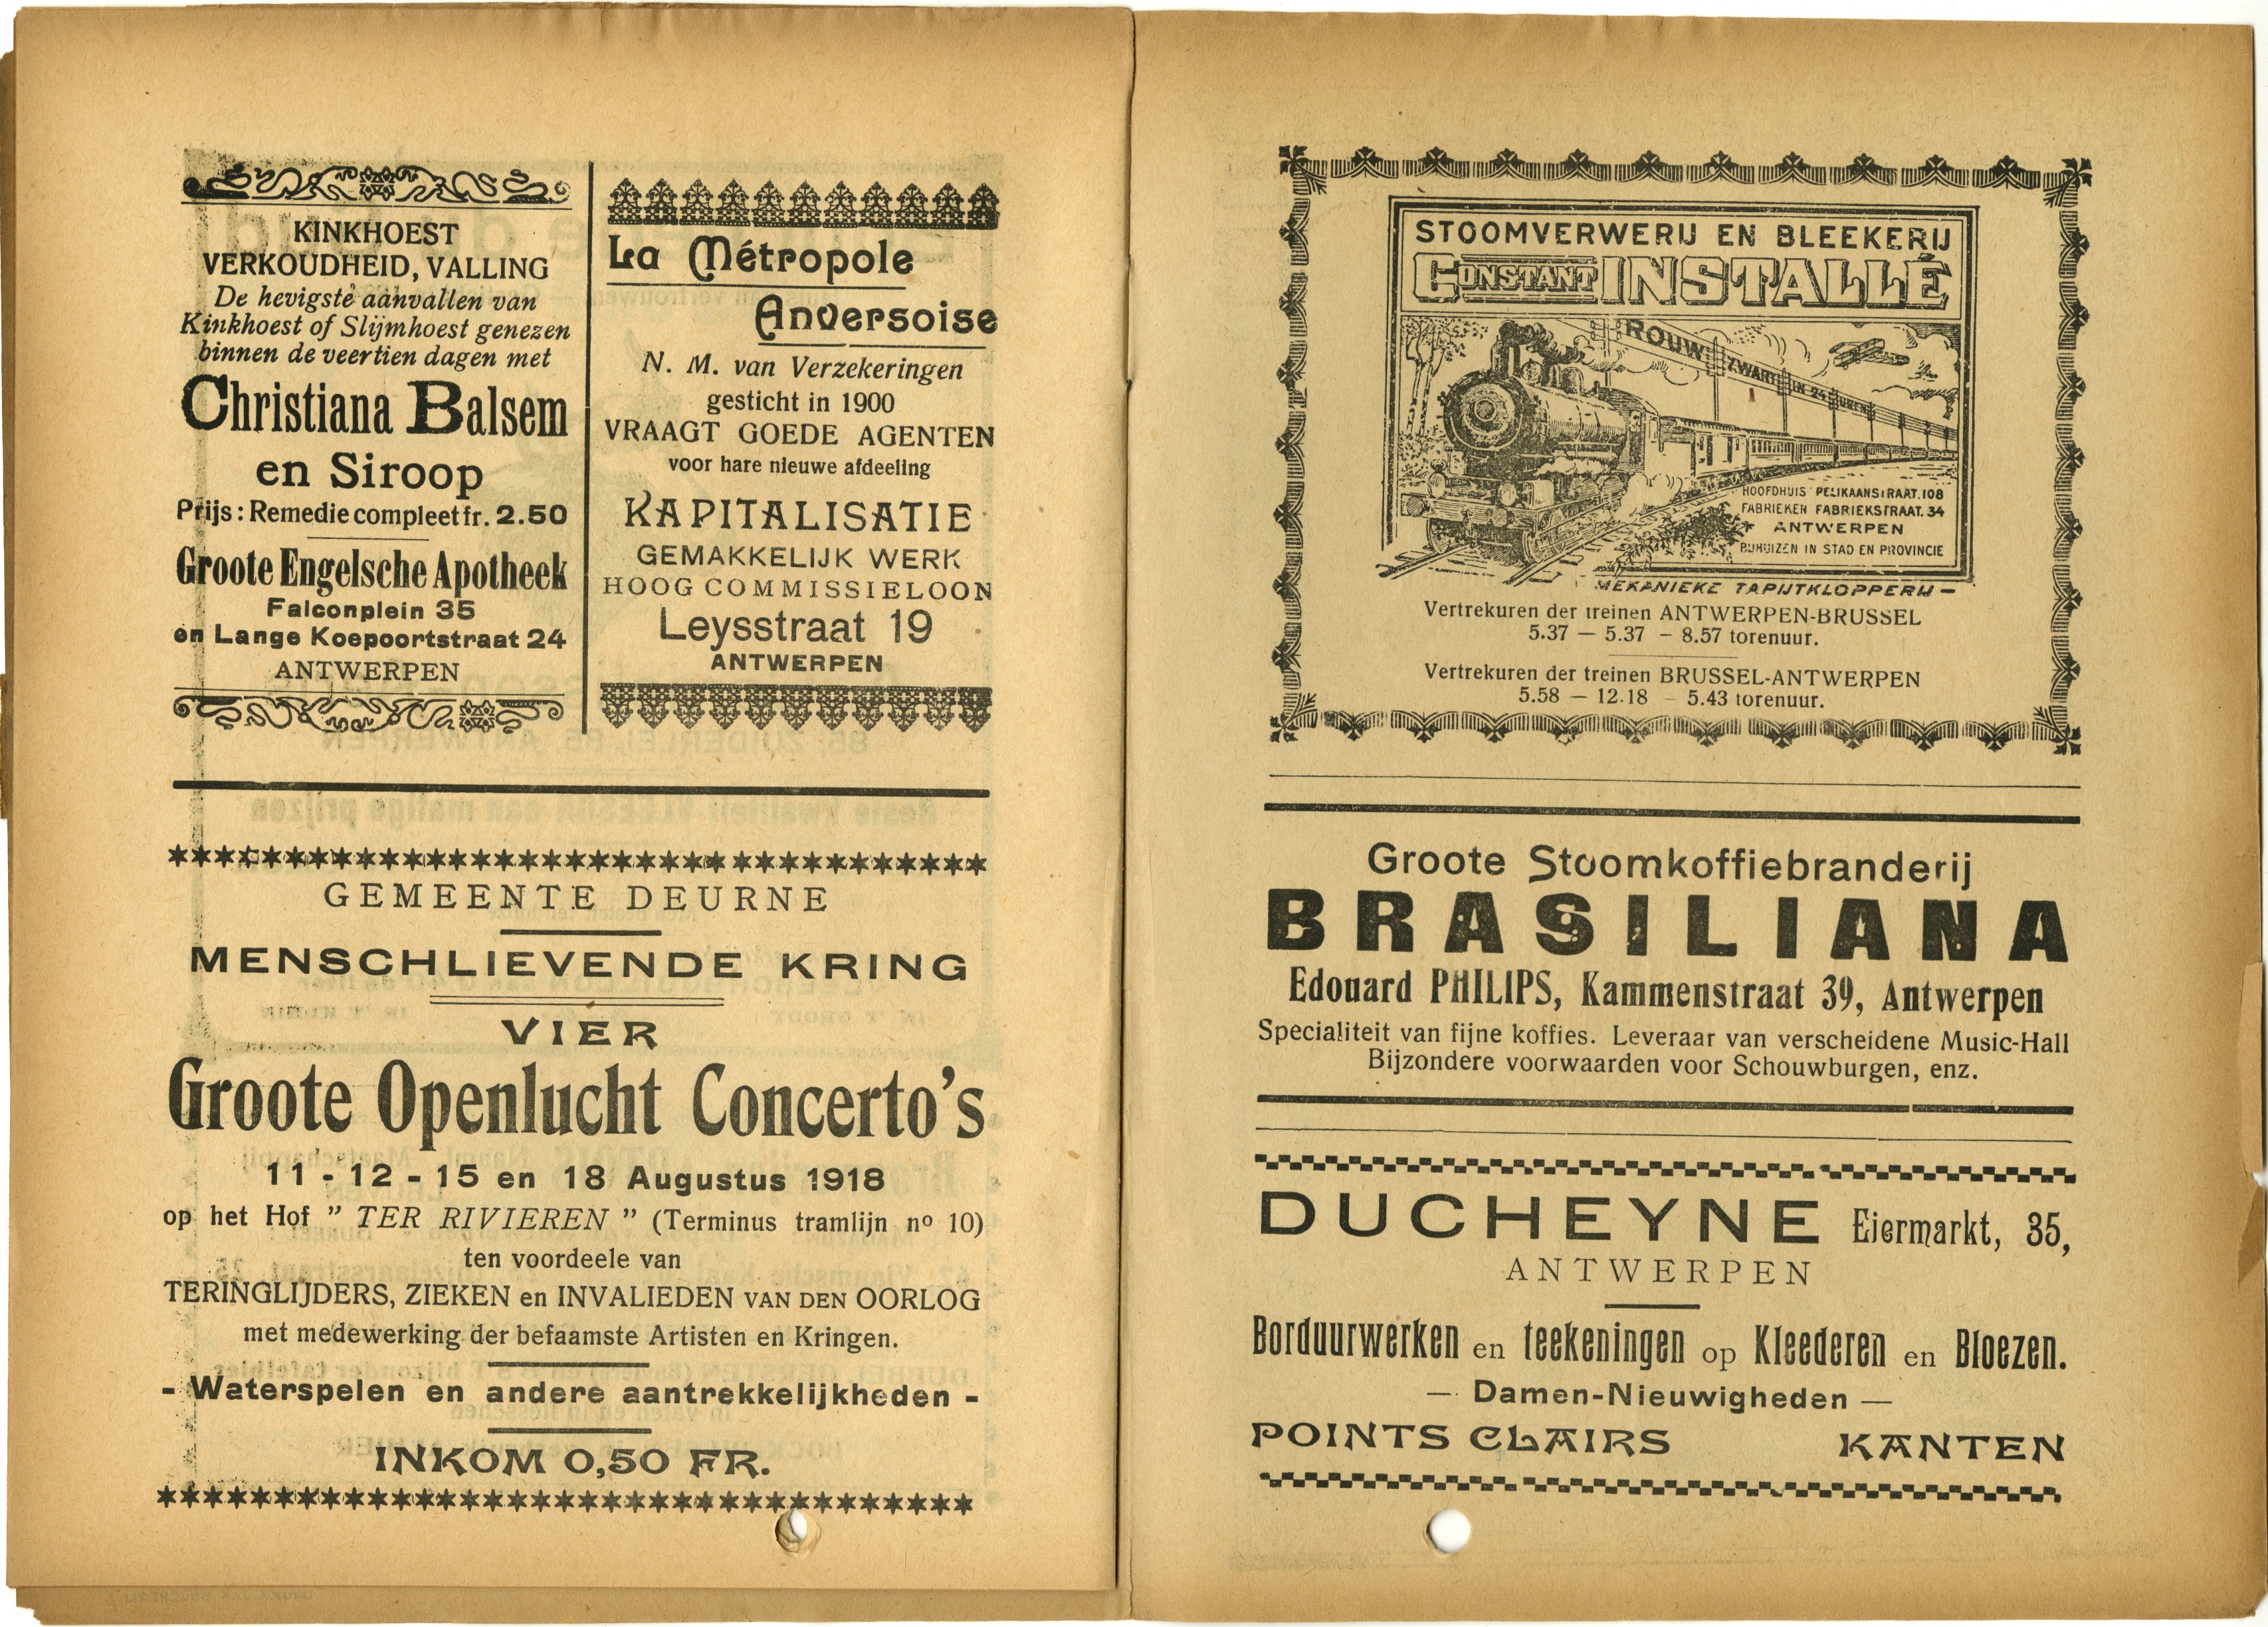 KINKHOEST
VERKOUDHEID, VALLING
De hevigste aanvallen van
Kinkhoest of Slijmhoest genezen
binnen de veertien dagen met
Christiana Balsem
en Siroop
Prijs : Remedie compleet fr. 2.50
Groote Engelsche Apotheek
Falconplein 35
en Lange Koepoortstraat 24
ANTWERPEN
La Métropole
Anversoise
N. M. van Verzekeringen
gesticht in 1900
VRAAGT GOEDE AGENTEN
voor hare nieuwe afdeeling
KAPITALISATIE
GEMAKKELIJK WERK
HOOG COMMISSIELOON
Leysstraat 19
ANTWERPEN
GEMEENTE DEURNE
MENSCHLIEVENDE KRING
VIER
Groote Openlucht Concerto's
11 - 12 - 15 en 18 Augustus 1918
op het Hof " TER RIVIEREN " (Terminus tramlijn nº 10)
ten voordeele van
TERINGLIJDERS, ZIEKEN en INVALIEDEN VAN DEN OORLOG
met medewerking der befaamste Artisten en Kringen.
- Waterspelen en andere aantrekkelijkheden -
INKOM 0,50 FR.
STOOMVERWERIJ EN BLEEKERIJ
CONSTANT INSTALLÉ
ROUWZWART IN 24 UREN
HOOFDHUIS PELIKAANSTRAAT. 108
FABRIEKEN FABRIEKSTRAAT. 34
ANTWERPEN
BIJHUIZEN IN STAD EN PROVINCIE
MEKANIEKE TAPIJTKLOPPERIJ -
Vertrekuren der treinen ANTWERPEN-BRUSSEL
5.37 — 5.37 - 8.57 torenuur.
Vertrekuren der treinen BRUSSEL-ANTWERPEN
5.58 — 12.18 - 5.43 torenuur.
Groote Stoomkoffiebranderij
BRASILIANA
Edouard PHILIPS, Kammenstraat 39, Antwerpen
Specialiteit van fijne koffies. Leveraar van verscheidene Music-Hall
Bijzondere voorwaarden voor Schouwburgen, enz.
DUCHEYNE Eiermarkt, 35,
ANTWERPEN
Borduurwerken en teekeningen op Kleederen en Bloezen.
— Damen-Nieuwigheden —
POINTS CLAIRS KANTEN